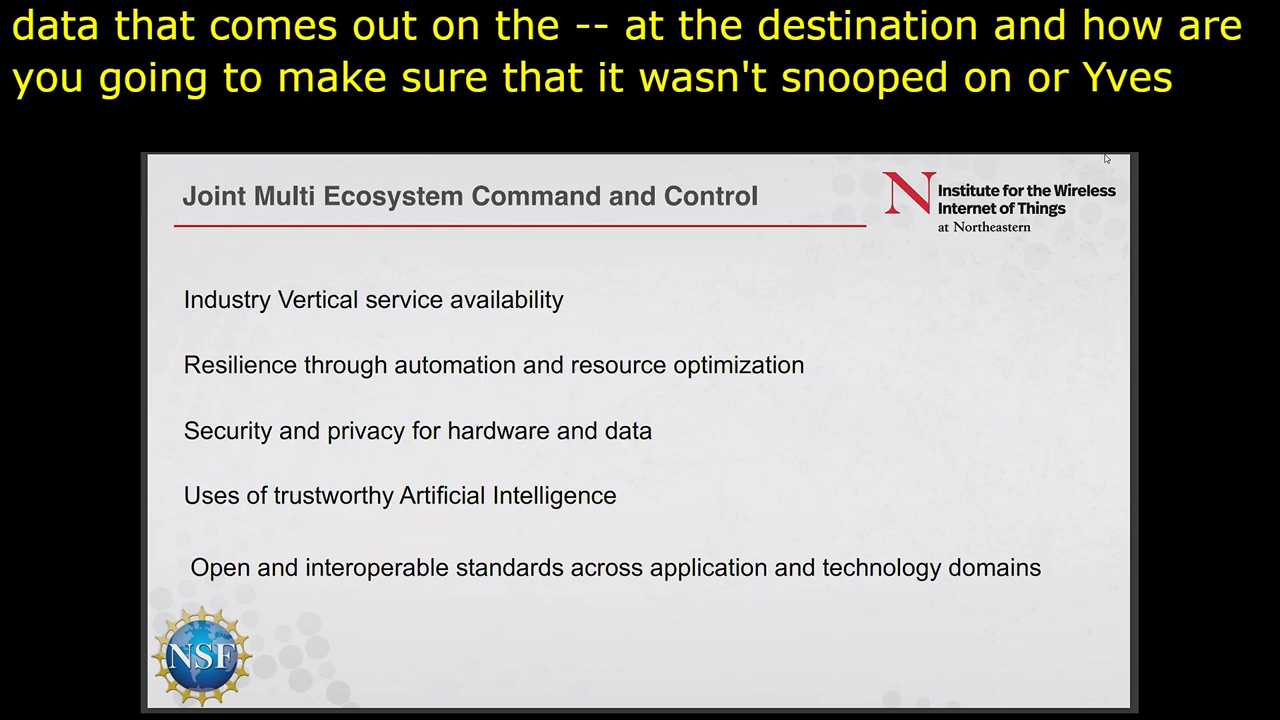 data that comes out on the -- at the destination and how are
you going to make sure that it wasn't snooped on or Yves
Joint Multi Ecosystem Command and Control
N Institute for the Wireless
Internet of Things
at Northeastern
Industry Vertical service availability
Resilience through automation and resource optimization
Security and privacy for hardware and data
Uses of trustworthy Artificial Intelligence
Open and interoperable standards across application and technology domains
NSF